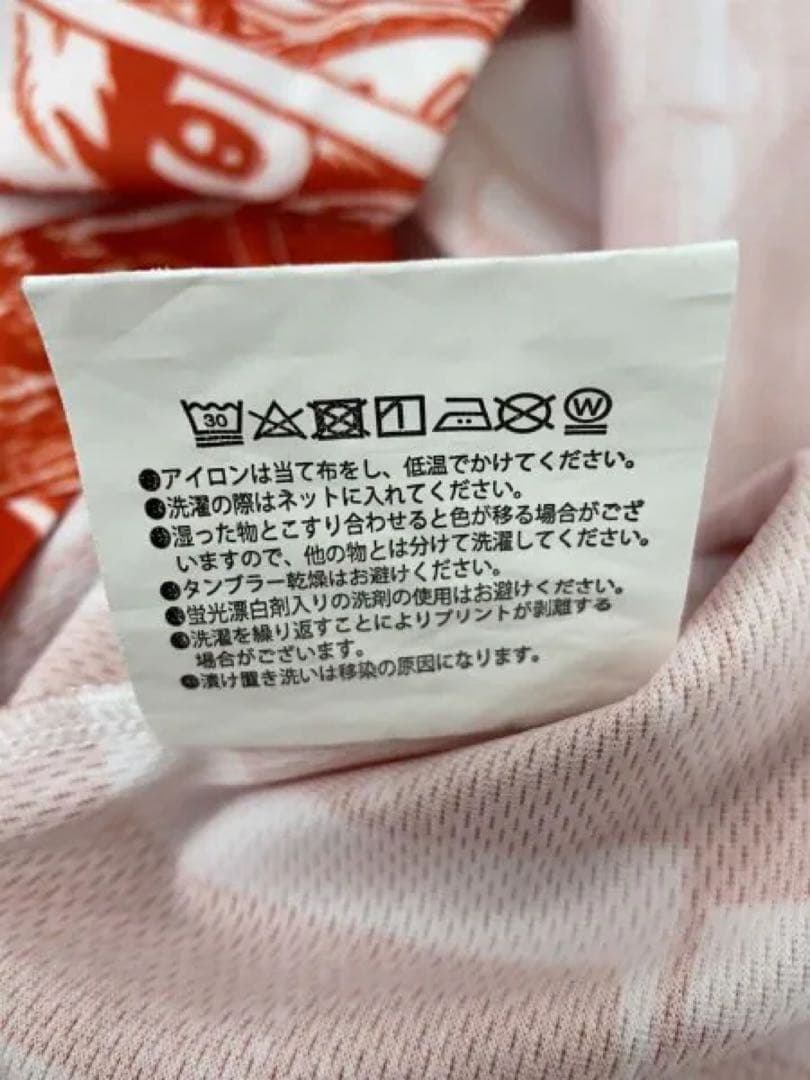 30 W
●アイロンは当て布をし、低温でかけてください。
●洗濯の際はネットに入れてください。
●湿った物とこすり合わせると色が移る場合がござ
いますので、他の物とは分けて洗濯してください。
●タンブラー乾燥はお避けください。
●蛍光漂白剤入りの洗剤の使用はお避けください。
●洗濯を繰り返すことによりプリントが剥離する
場合がございます。
●漬け置き洗いは移染の原因になります。